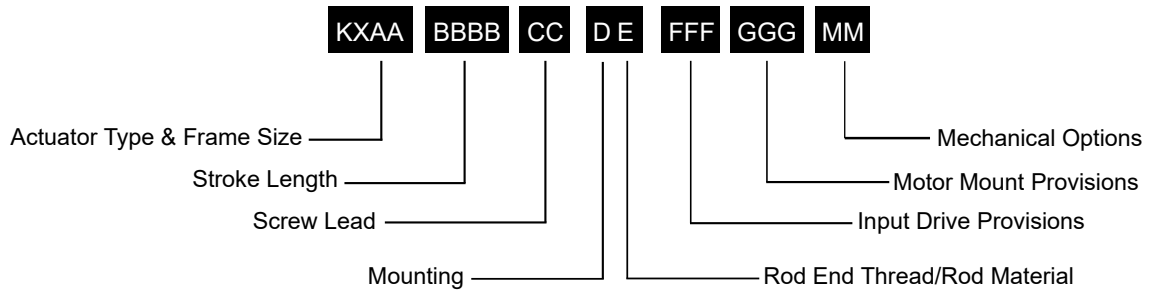 KXAA BBBB CC D E FFF GGG MM
Actuator Type & Frame Size
Mechanical Options
Stroke Length
Motor Mount Provisions
Screw Lead
Input Drive Provisions
Mounting
Rod End Thread/Rod Material